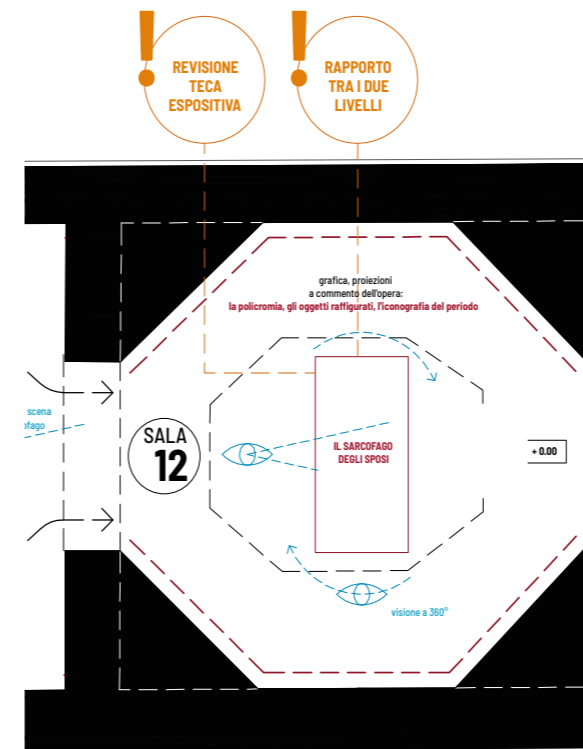 REVISIONE
TECA
ESPOSITIVA
RAPPORTO
TRA I DUE
LIVELLI
grafica, proiezioni
a commento dell'opera:
la policromia, gli oggetti raffigurati, l'iconografia del periodo
scena
ofago
SALA
12
IL SARCOFAGO
DEGLI SPOSI
+ 0.00
visione a 360°